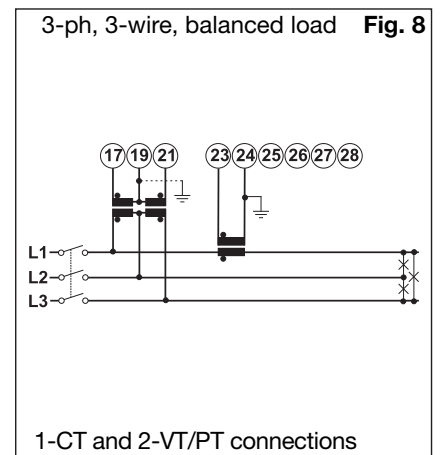 3-ph, 3-wire, balanced load Fig. 8
17 19 21 23 24 25 26 27 28
L1
L2
L3
1-CT and 2-VT/PT connections